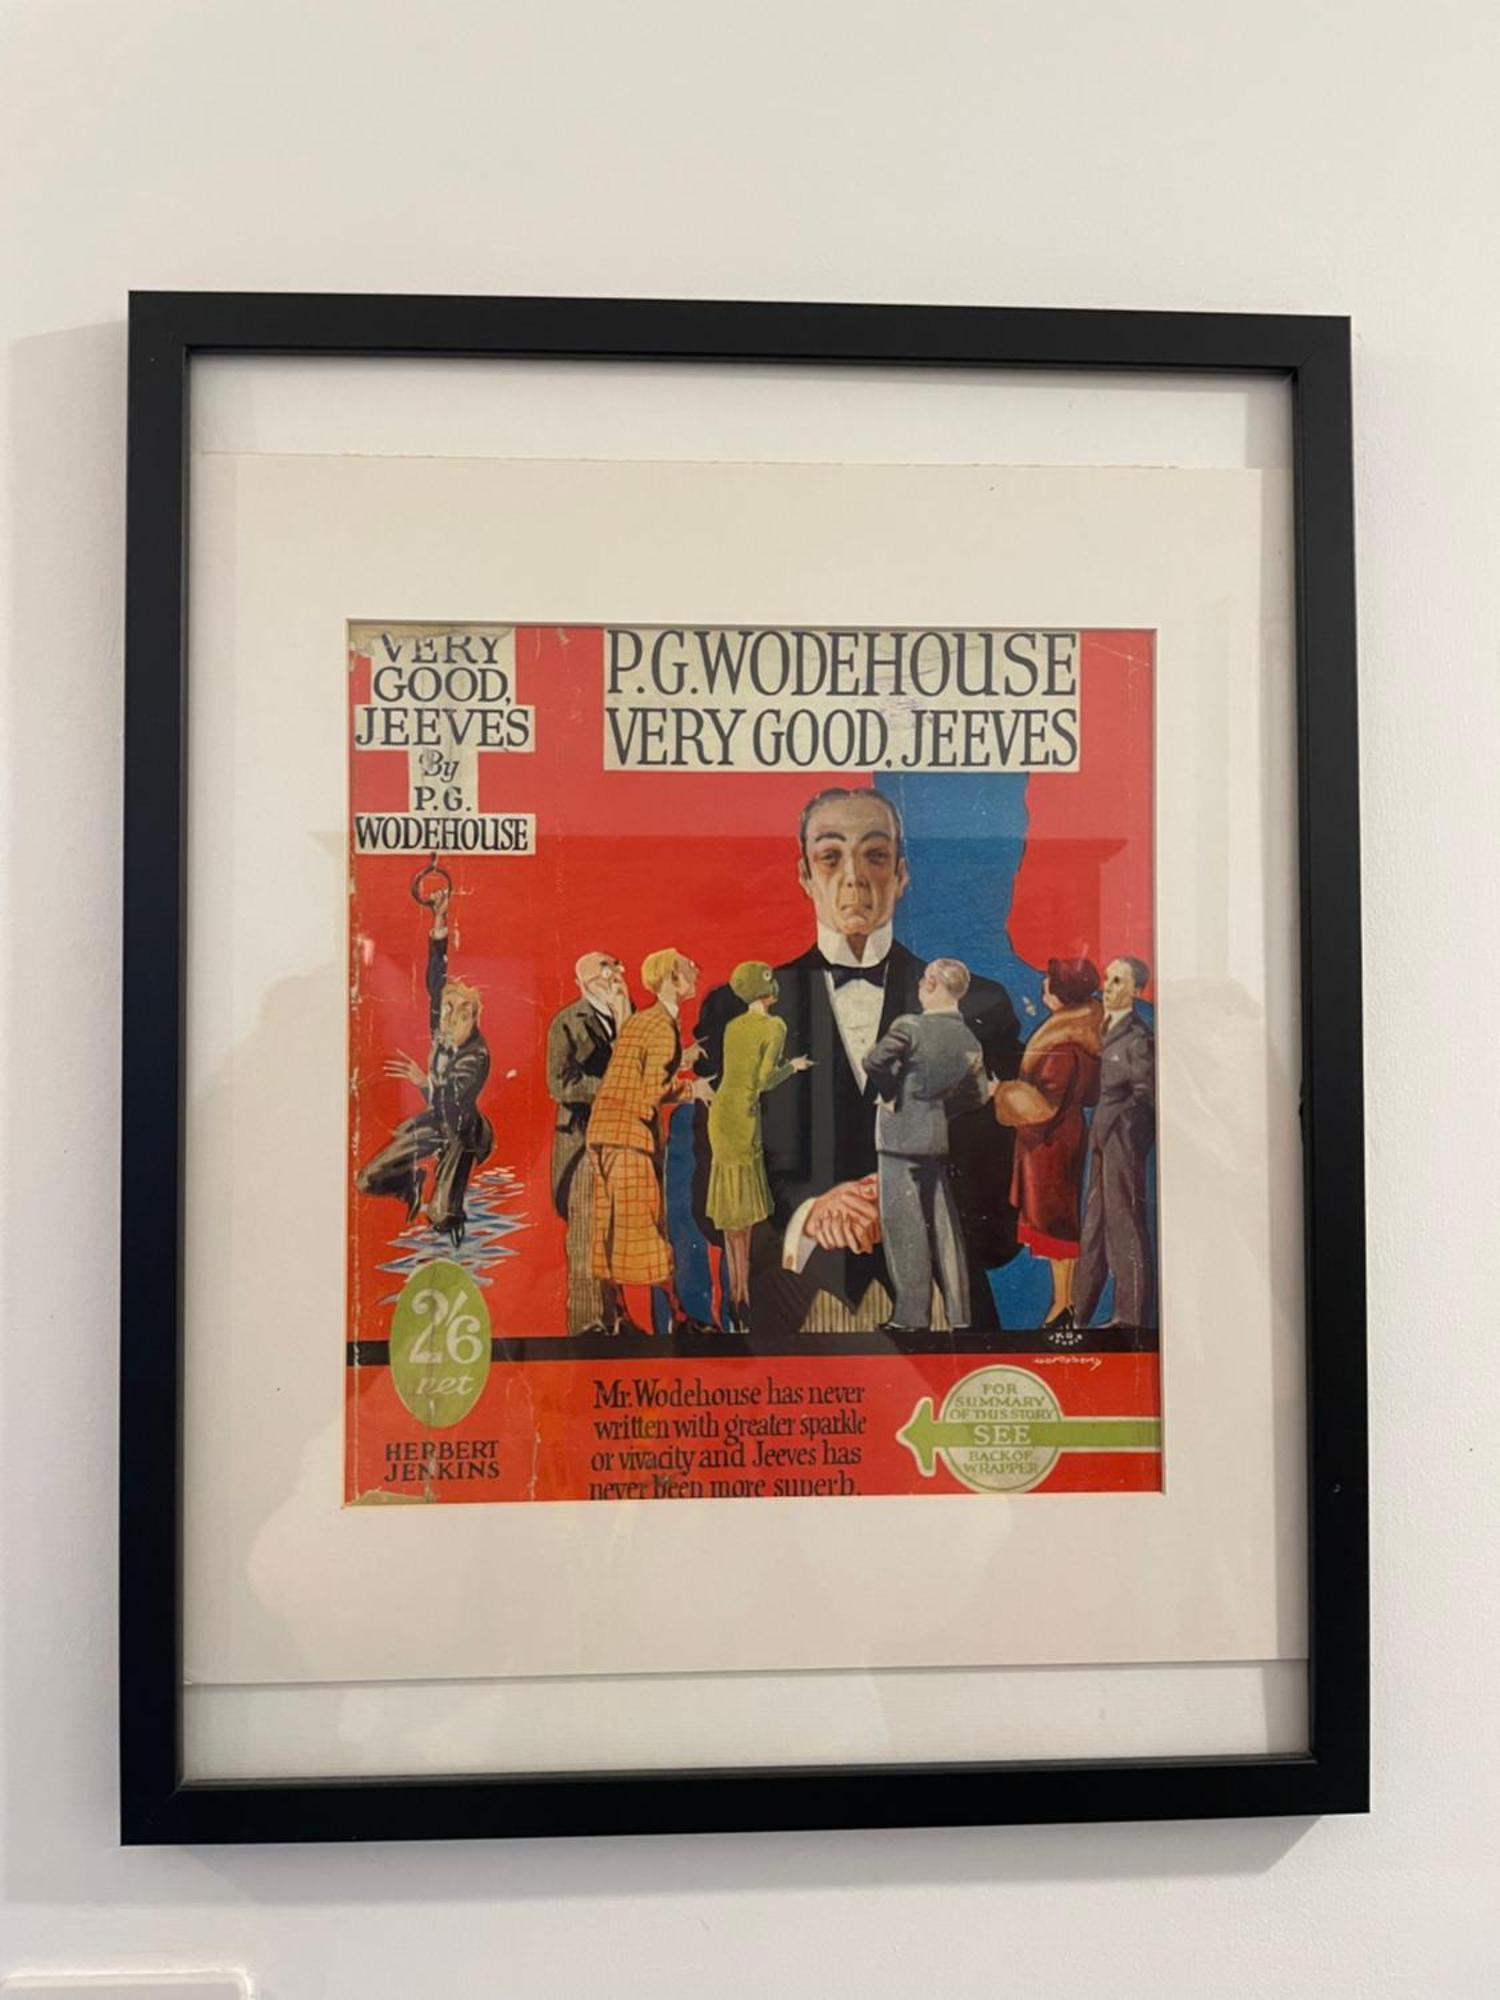 VERY
GOOD,
JEEVES
By
P.G.
WODEHOUSE
2/6
net
HERBERT
JENKINS
P.G.WODEHOUSE
VERY GOOD, JEEVES
Mr. Wodehouse has never
written with greater sparkle
or vivacity and Jeeves has
never been more superb.
FOR
SUMMARY
OF THIS STORY
SEE
BACK OF
WRAPPER